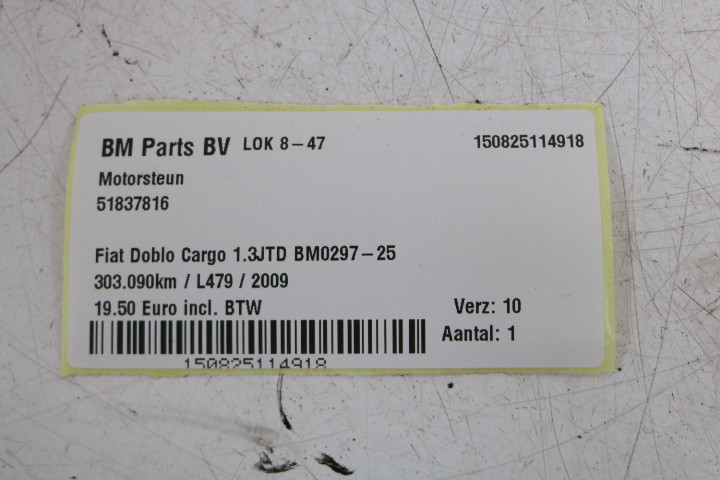 BM Parts BV LOK 8-47 150825114918
Motorsteun
51837816
Fiat Doblo Cargo 1.3JTD BM0297-25
303.090km / L479 / 2009
19.50 Euro incl. BTW Verz: 10
Aantal: 1
150825114918